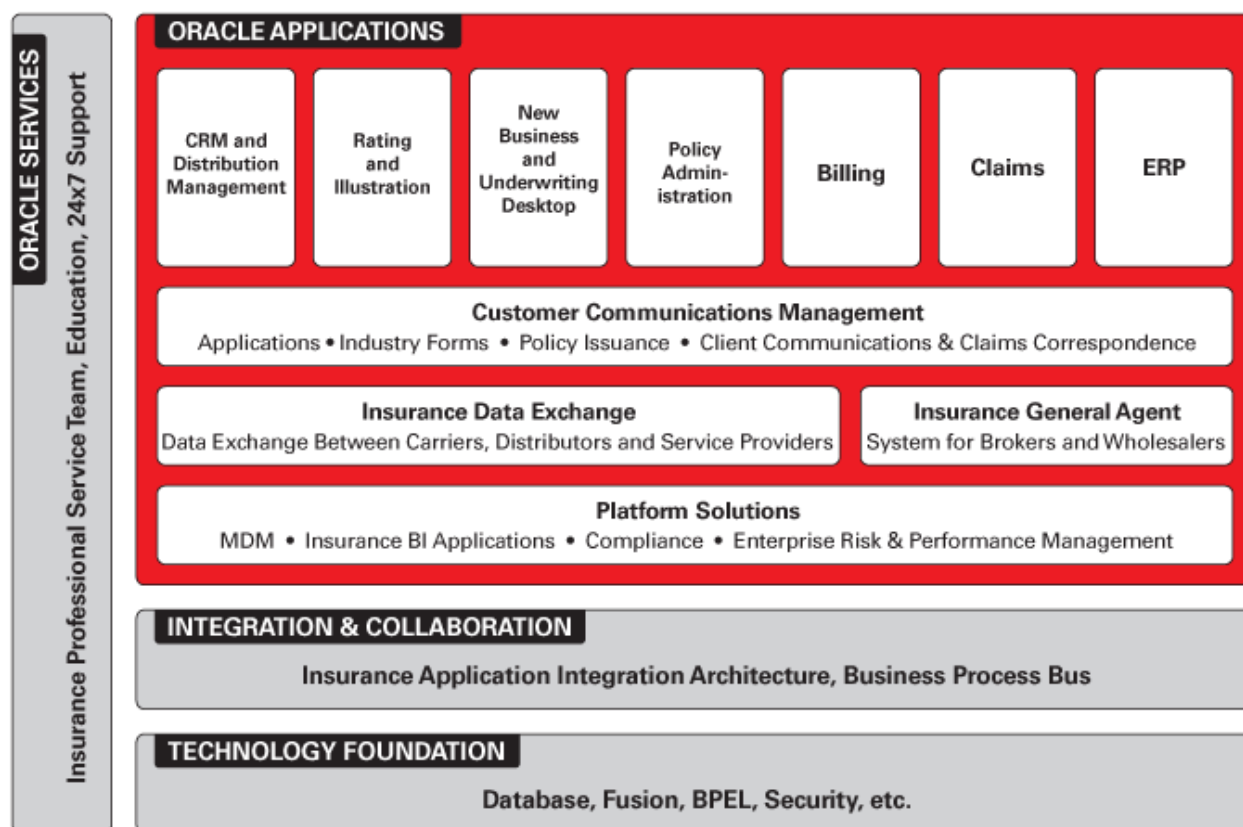 ORACLE SERVICES
Insurance Professional Service Team, Education, 24x7 Support
ORACLE APPLICATIONS
CRM and
Distribution
Management
Rating
and
Illustration
New
Business
and
Underwriting
Desktop
Policy
Admin-
istration
Billing
Claims
ERP
Customer Communications Management
Applications • Industry Forms • Policy Issuance • Client Communications & Claims Correspondence
Insurance Data Exchange
Data Exchange Between Carriers, Distributors and Service Providers
Insurance General Agent
System for Brokers and Wholesalers
Platform Solutions
MDM • Insurance BI Applications • Compliance • Enterprise Risk & Performance Management
INTEGRATION & COLLABORATION
Insurance Application Integration Architecture, Business Process Bus
TECHNOLOGY FOUNDATION
Database, Fusion, BPEL, Security, etc.